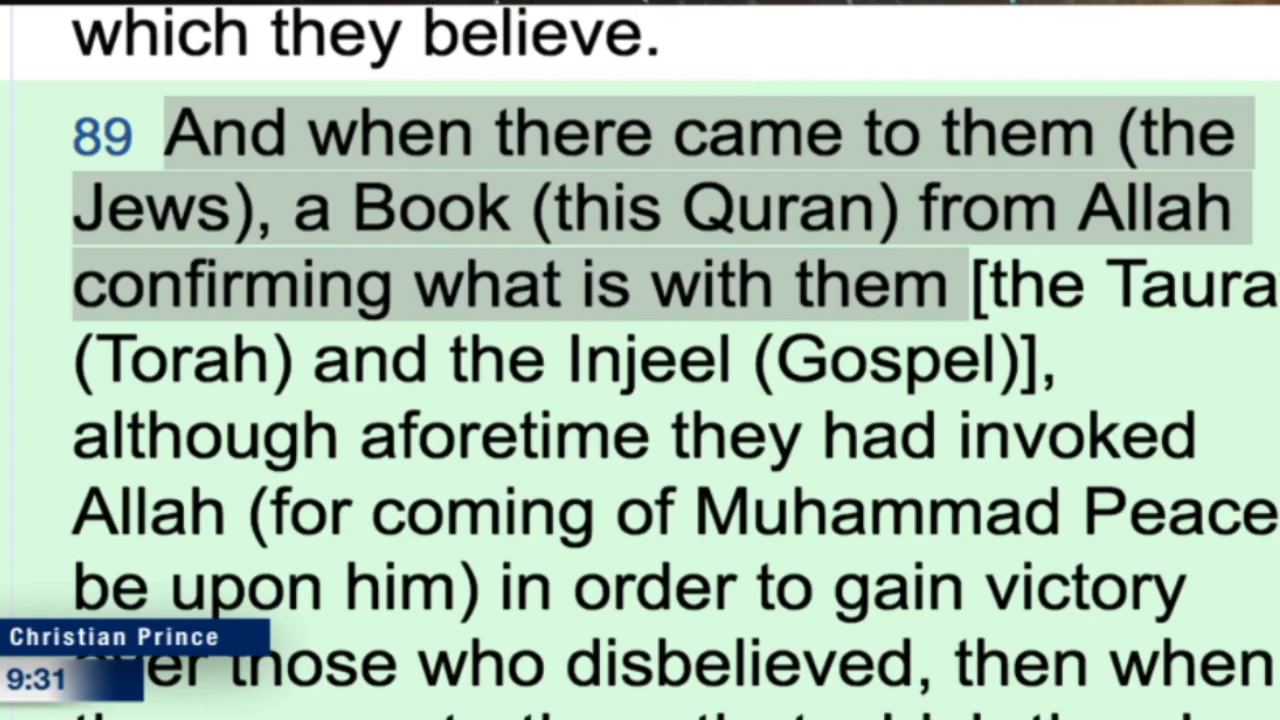 which they believe.
89 And when there came to them (the
Jews), a Book (this Quran) from Allah
confirming what is with them [the Taura
(Torah) and the Injeel (Gospel)],
although aforetime they had invoked
Allah (for coming of Muhammad Peace
be upon him) in order to gain victory
Christian Prince
those who disbelieved, then when
9:31